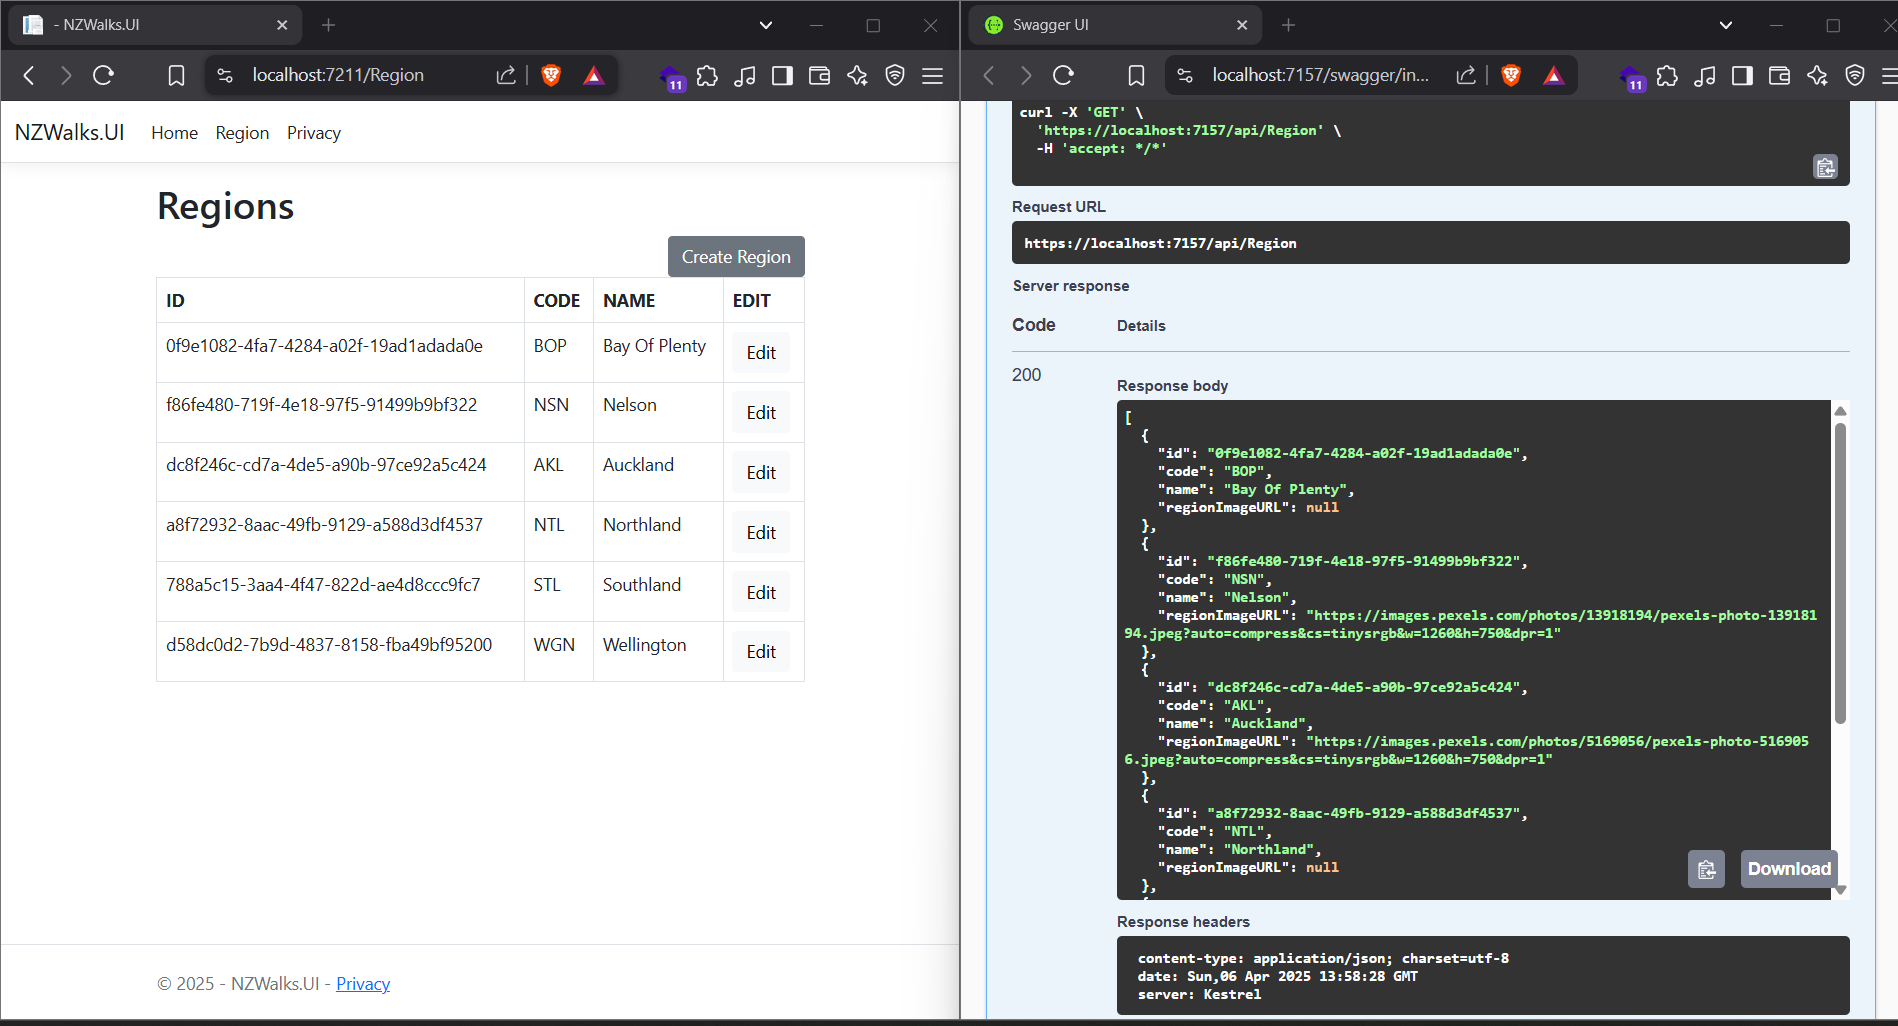 - NZWalks.UI
localhost:7211/Region
11
NZWalks.UI Home Region Privacy
Regions
Create Region
ID CODE NAME EDIT
0f9e1082-4fa7-4284-a02f-19ad1adada0e BOP Bay Of Plenty Edit
f86fe480-719f-4e18-97f5-91499b9bf322 NSN Nelson Edit
dc8f246c-cd7a-4de5-a90b-97ce92a5c424 AKL Auckland Edit
a8f72932-8aac-49fb-9129-a588d3df4537 NTL Northland Edit
788a5c15-3aa4-4f47-822d-ae4d8ccc9fc7 STL Southland Edit
d58dc0d2-7b9d-4837-8158-fba49bf95200 WGN Wellington Edit
© 2025 - NZWalks.UI - Privacy
Swagger UI
localhost:7157/swagger/in...
11
curl -X 'GET' \
'https://localhost:7157/api/Region' \
-H 'accept: */*'
Request URL
https://localhost:7157/api/Region
Server response
Code Details
200
Response body
[
{
"id": "0f9e1082-4fa7-4284-a02f-19ad1adada0e",
"code": "BOP",
"name": "Bay Of Plenty",
"regionImageURL": null
},
{
"id": "f86fe480-719f-4e18-97f5-91499b9bf322",
"code": "NSN",
"name": "Nelson",
"regionImageURL": "https://images.pexels.com/photos/13918194/pexels-photo-139181
94.jpeg?auto=compress&cs=tinysrgb&w=1260&h=750&dpr=1"
},
{
"id": "dc8f246c-cd7a-4de5-a90b-97ce92a5c424",
"code": "AKL",
"name": "Auckland",
"regionImageURL": "https://images.pexels.com/photos/5169056/pexels-photo-516905
6.jpeg?auto=compress&cs=tinysrgb&w=1260&h=750&dpr=1"
},
{
"id": "a8f72932-8aac-49fb-9129-a588d3df4537",
"code": "NTL",
"name": "Northland",
"regionImageURL": null
},
Download
Response headers
content-type: application/json; charset=utf-8
date: Sun,06 Apr 2025 13:58:28 GMT
server: Kestrel